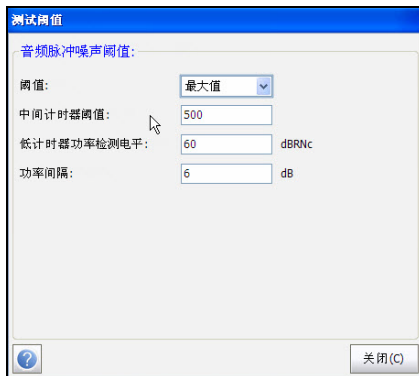 测试阈值
音频脉冲噪声阈值:
阈值: 最大值
中间计时器阈值: 500
低计时器功率检测电平: 60 dBRNc
功率间隔: 6 dB
? 关闭(C)